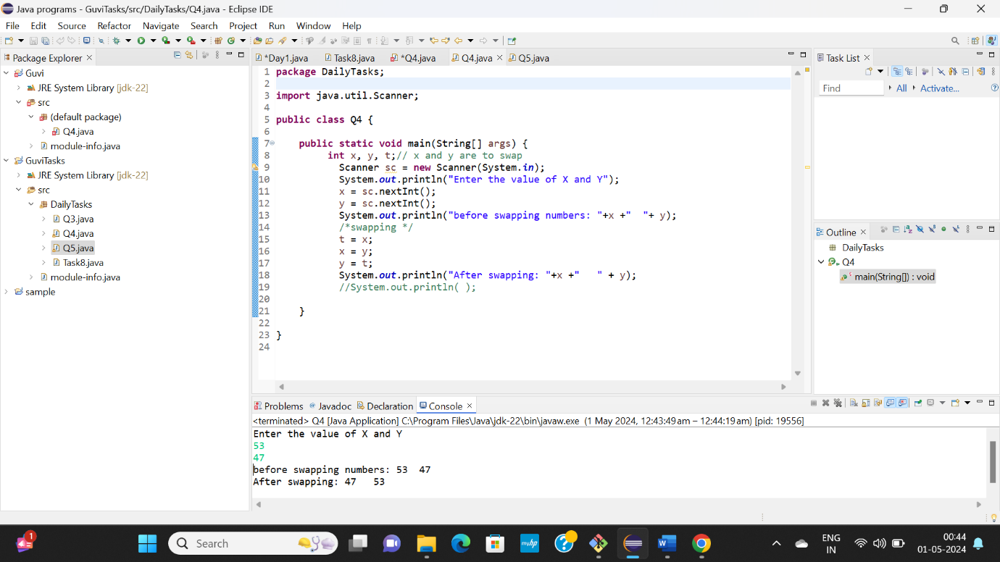 Java programs - GuviTasks/src/DailyTasks/Q4.java - Eclipse IDE
File Edit Source Refactor Navigate Search Project Run Window Help
Package Explorer
Guvi
JRE System Library [jdk-22]
src
(default package)
Q4.java
module-info.java
GuviTasks
JRE System Library [jdk-22]
src
DailyTasks
Q3.java
Q4.java
Q5.java
Task8.java
module-info.java
sample
*Day1.java Task8.java *Q4.java Q4.java Q5.java
1 package DailyTasks;
2
3 import java.util.Scanner;
4
5 public class Q4 {
6
7 public static void main(String[] args) {
8 int x, y, t;// x and y are to swap
9 Scanner sc = new Scanner(System.in);
10 System.out.println("Enter the value of X and Y");
11 x = sc.nextInt();
12 y = sc.nextInt();
13 System.out.println("before swapping numbers: "+x +"  "+ y);
14 /*swapping */
15 t = x;
16 x = y;
17 y = t;
18 System.out.println("After swapping: "+x +"   " + y);
19 //System.out.println( );
20
21 }
22
23 }
24
Task List
Find All Activate...
Outline
DailyTasks
Q4
main(String[]) : void
Problems Javadoc Declaration Console
<terminated> Q4 [Java Application] C:\Program Files\Java\jdk-22\bin\javaw.exe (1 May 2024, 12:43:49 am – 12:44:19 am) [pid: 19556]
Enter the value of X and Y
53
47
before swapping numbers: 53  47
After swapping: 47   53
1
Search
myhp
ENG
IN
00:44
01-05-2024